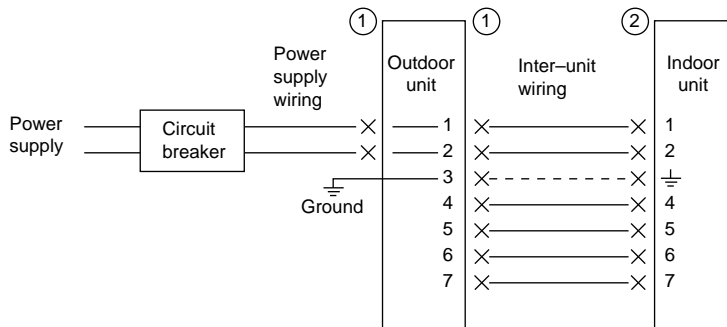 1 1 2
Power
supply
wiring
Outdoor
unit
Inter–unit
wiring
Indoor
unit
Power
supply
Circuit
breaker
1 1
2 2
3
Ground
4 4
5 5
6 6
7 7